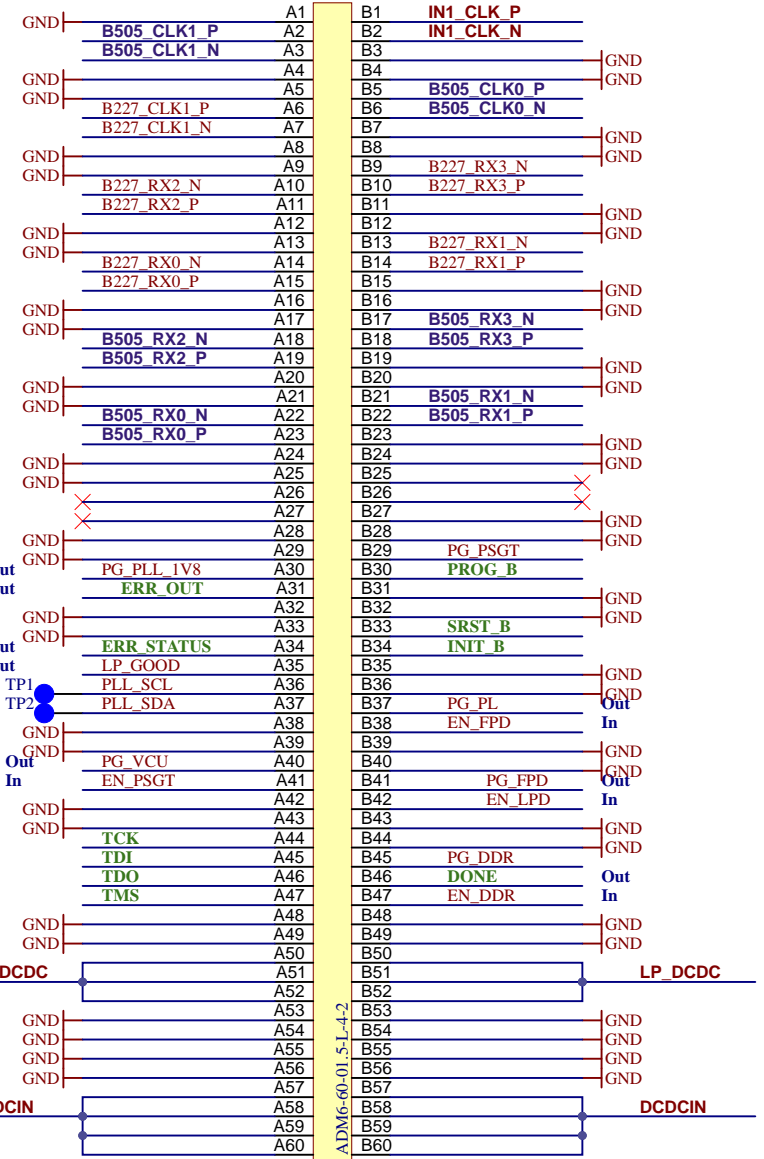 GND A1 B1 IN1_CLK_P
B505_CLK1_P A2 B2 IN1_CLK_N
B505_CLK1_N A3 B3 GND
GND A4 B4 GND
GND A5 B5 B505_CLK0_P
B227_CLK1_P A6 B6 B505_CLK0_N
B227_CLK1_N A7 B7 GND
GND A8 B8 GND
GND A9 B9 B227_RX3_N
B227_RX2_N A10 B10 B227_RX3_P
B227_RX2_P A11 B11 GND
GND A12 B12 GND
GND A13 B13 B227_RX1_N
B227_RX0_N A14 B14 B227_RX1_P
B227_RX0_P A15 B15 GND
GND A16 B16 GND
GND A17 B17 B505_RX3_N
B505_RX2_N A18 B18 B505_RX3_P
B505_RX2_P A19 B19 GND
GND A20 B20 GND
GND A21 B21 B505_RX1_N
B505_RX0_N A22 B22 B505_RX1_P
B505_RX0_P A23 B23 GND
GND A24 B24 GND
GND A25 B25
A26 B26
A27 B27 GND
GND A28 B28 GND
GND A29 B29 PG_PSGT
ut PG_PLL_1V8 A30 B30 PROG_B
ut ERR_OUT A31 B31 GND
GND A32 B32 GND
GND A33 B33 SRST_B
ut ERR_STATUS A34 B34 INIT_B
ut LP_GOOD A35 B35 GND
TP1 PLL_SCL A36 B36 GND
TP2 PLL_SDA A37 B37 PG_PL Out
GND A38 B38 EN_FPD In
GND A39 B39 GND
Out PG_VCU A40 B40 GND
In EN_PSGT A41 B41 PG_FPD Out
GND A42 B42 EN_LPD In
GND A43 B43 GND
TCK A44 B44 GND
TDI A45 B45 PG_DDR
TDO A46 B46 DONE Out
TMS A47 B47 EN_DDR In
GND A48 B48 GND
GND A49 B49 GND
A50 B50
DCDC A51 B51 LP_DCDC
A52 B52
GND A53 B53 GND
GND A54 B54 GND
GND A55 B55 GND
GND A56 B56 GND
A57 B57
DCIN A58 B58 DCDCIN
A59 B59
A60 B60
ADM6-60-01.5-L-4-2